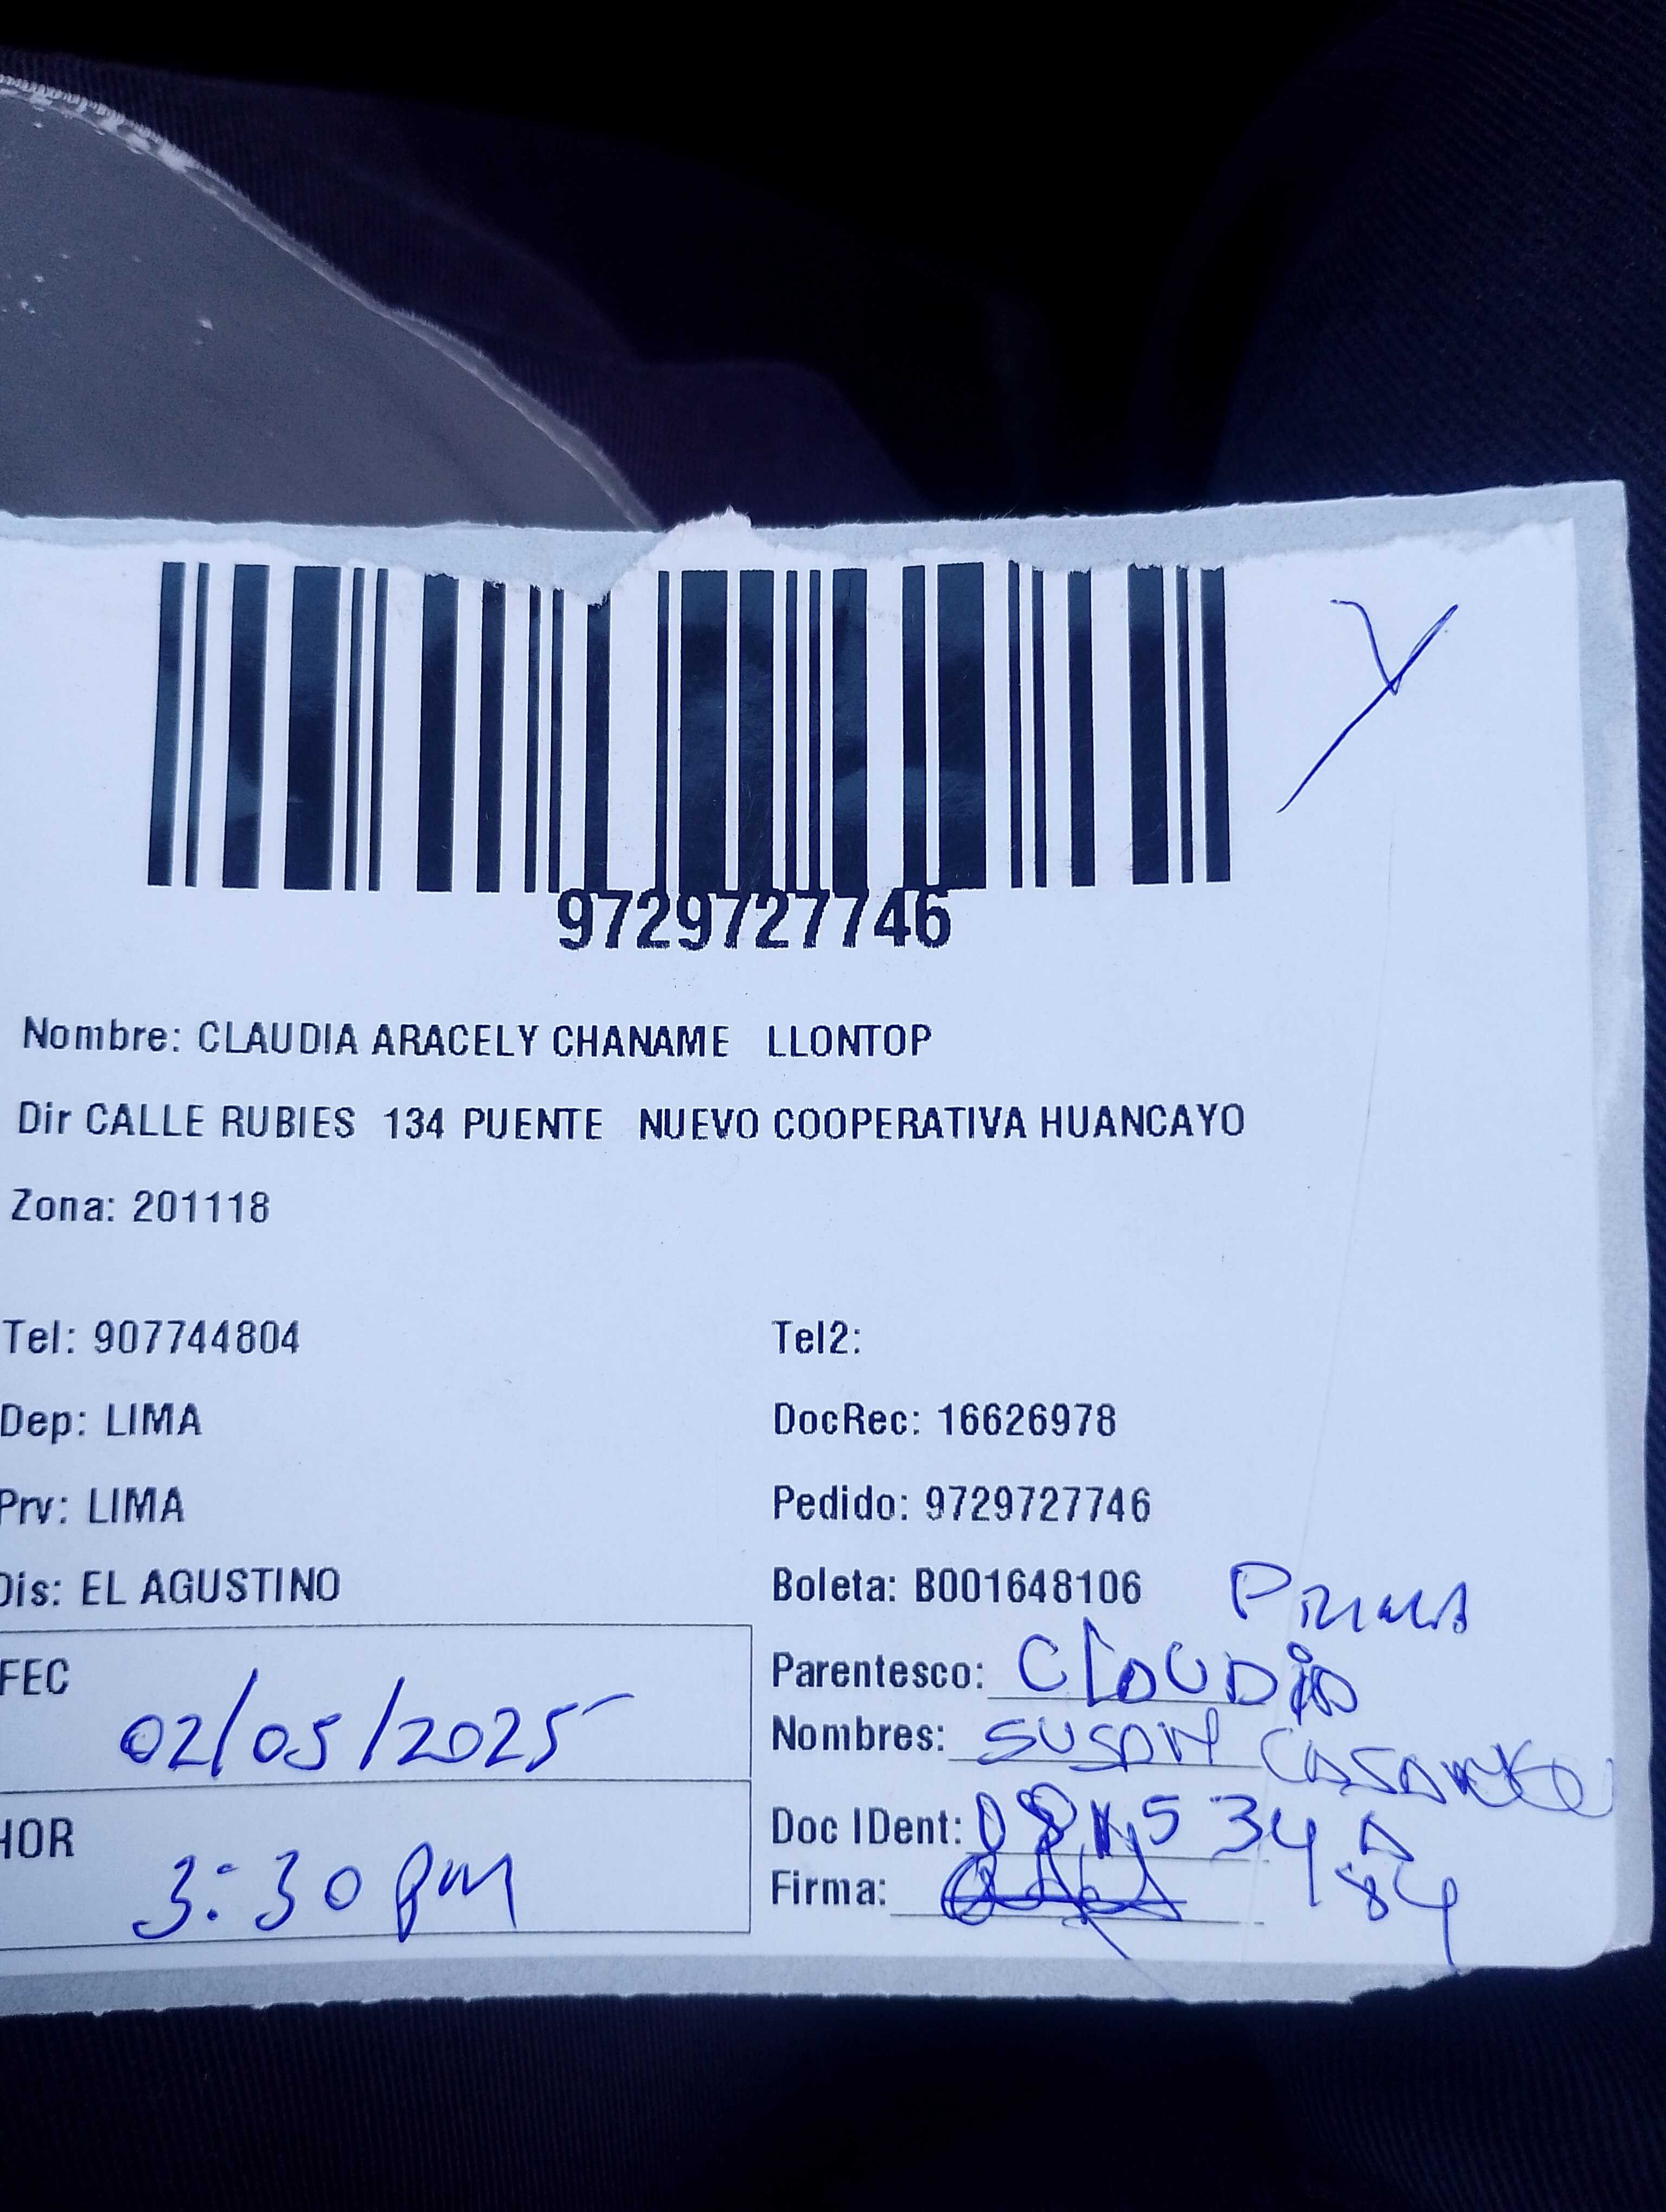 Y
9729727746
Nombre: CLAUDIA ARACELY CHANAME LLONTOP
Dir CALLE RUBIES 134 PUENTE NUEVO COOPERATIVA HUANCAYO
Zona: 201118
Tel: 907744804 Tel2:
Dep: LIMA DocRec: 16626978
Prv: LIMA Pedido: 9729727746
Dis: EL AGUSTINO Boleta: B001648106
FEC 02/05/2025
Parentesco: CLAUDIA
Nombres: SUSAN
HOR 3:30 pm
Doc IDent:
Firma: